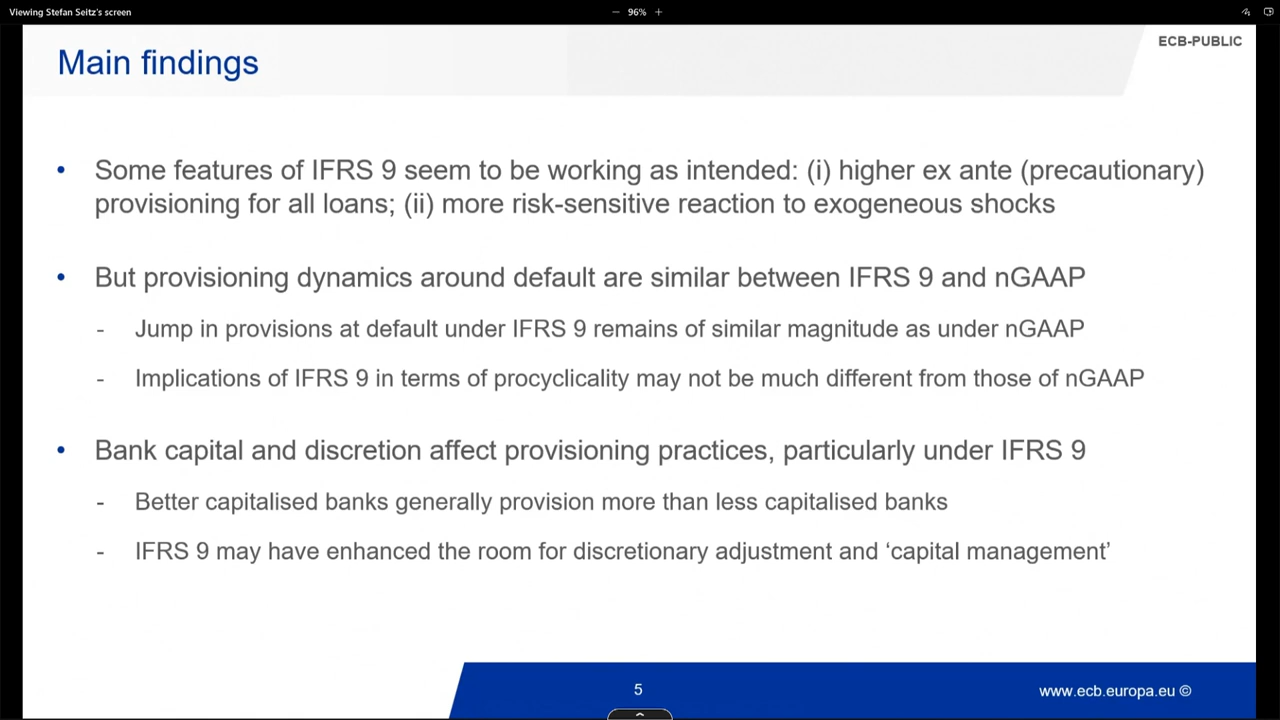 Viewing Stefan Seitz's screen
− 96% +
ECB-PUBLIC
Main findings
• Some features of IFRS 9 seem to be working as intended: (i) higher ex ante (precautionary)
provisioning for all loans; (ii) more risk-sensitive reaction to exogeneous shocks
• But provisioning dynamics around default are similar between IFRS 9 and nGAAP
- Jump in provisions at default under IFRS 9 remains of similar magnitude as under nGAAP
- Implications of IFRS 9 in terms of procyclicality may not be much different from those of nGAAP
• Bank capital and discretion affect provisioning practices, particularly under IFRS 9
- Better capitalised banks generally provision more than less capitalised banks
- IFRS 9 may have enhanced the room for discretionary adjustment and ‘capital management’
5
www.ecb.europa.eu ©